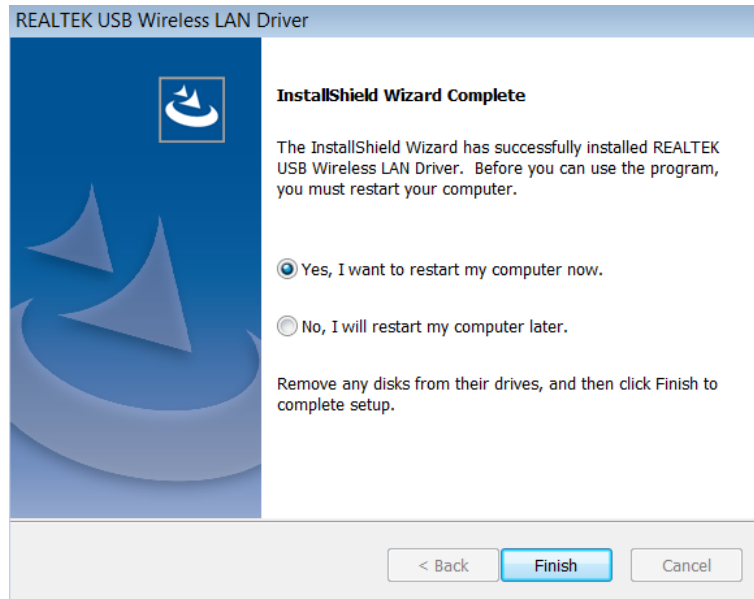 REALTEK USB Wireless LAN Driver
InstallShield Wizard Complete
The InstallShield Wizard has successfully installed REALTEK
USB Wireless LAN Driver.  Before you can use the program,
you must restart your computer.
Yes, I want to restart my computer now.
No, I will restart my computer later.
Remove any disks from their drives, and then click Finish to
complete setup.
< Back
Finish
Cancel